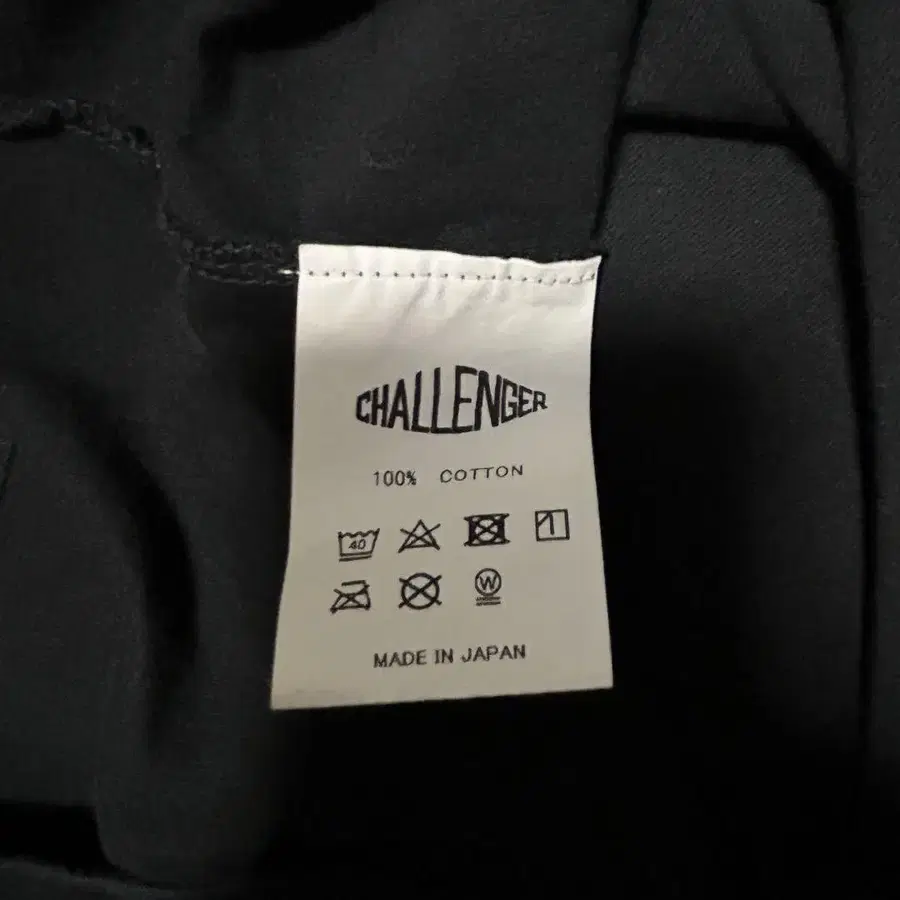 CHALLENGER
100% COTTON
40
W
MADE IN JAPAN